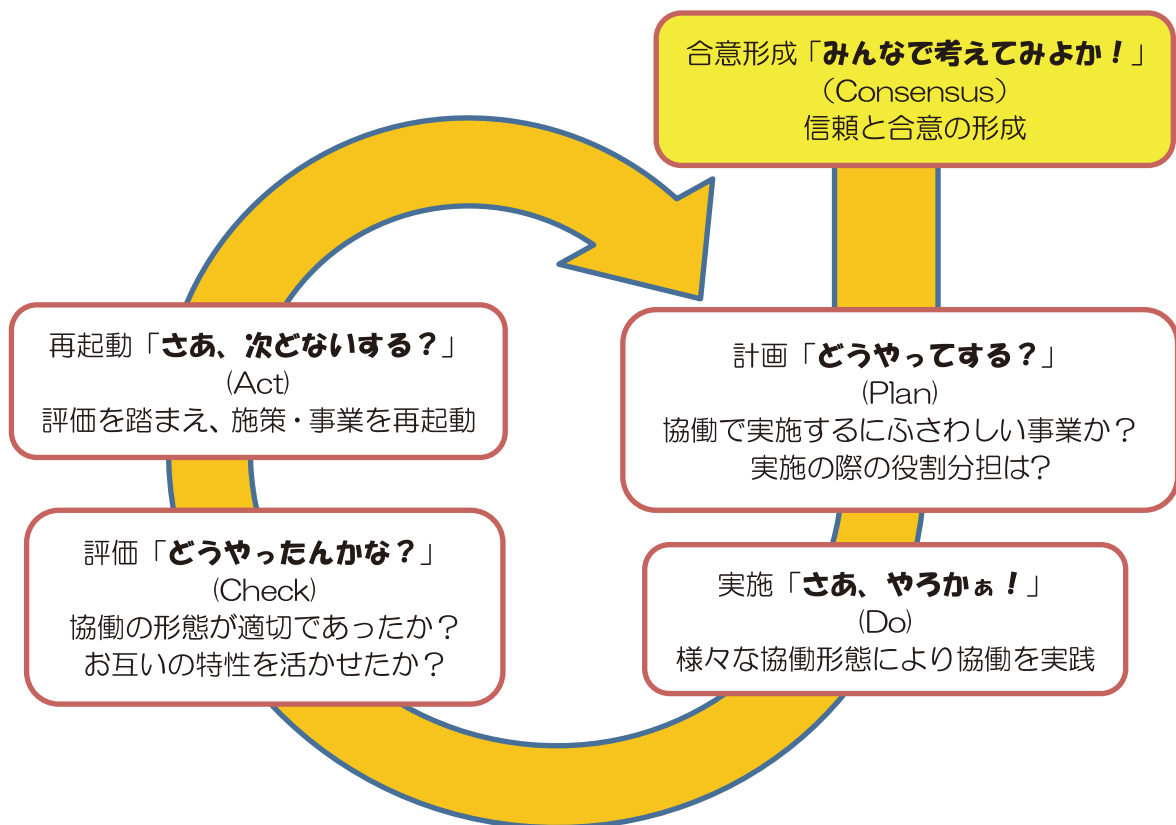 合意形成「みんなで考えてみよか！」
（Consensus）
信頼と合意の形成
計画「どうやってする？」
(Plan)
協働で実施するにふさわしい事業か？
実施の際の役割分担は？
実施「さあ、やろかぁ！」
(Do)
様々な協働形態により協働を実践
評価「どうやったんかな？」
(Check)
協働の形態が適切であったか？
お互いの特性を活かせたか？
再起動「さあ、次どないする？」
(Act)
評価を踏まえ、施策・事業を再起動